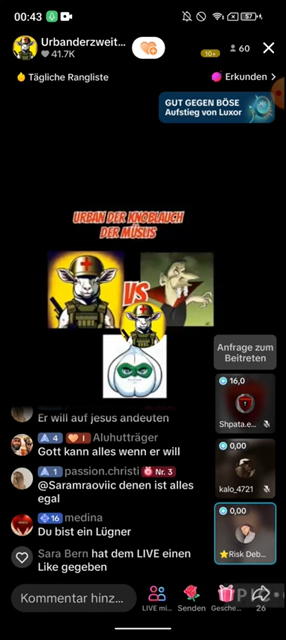 00:43
57
Urbanderzweit...
41.7K
10+
60
Tägliche Rangliste
Erkunden
GUT GEGEN BÖSE
Aufstieg von Luxor
URBAN DER KNOBLAUCH
DER MÜSLIS
VS
Anfrage zum
Beitreten
16,0
Shpata.e...
Er will auf jesus andeuten
4 1 Aluhutträger
Gott kann alles wenn er will
0,00
kalo_4721
1 passion.christi Nr. 3
@Saramraoviic denen ist alles
egal
16 medina
Du bist ein Lügner
0,00
Risk Deb...
Sara Bern hat dem LIVE einen
Like gegeben
Kommentar hinz...
LIVE mi...
Senden
Gesche...
26